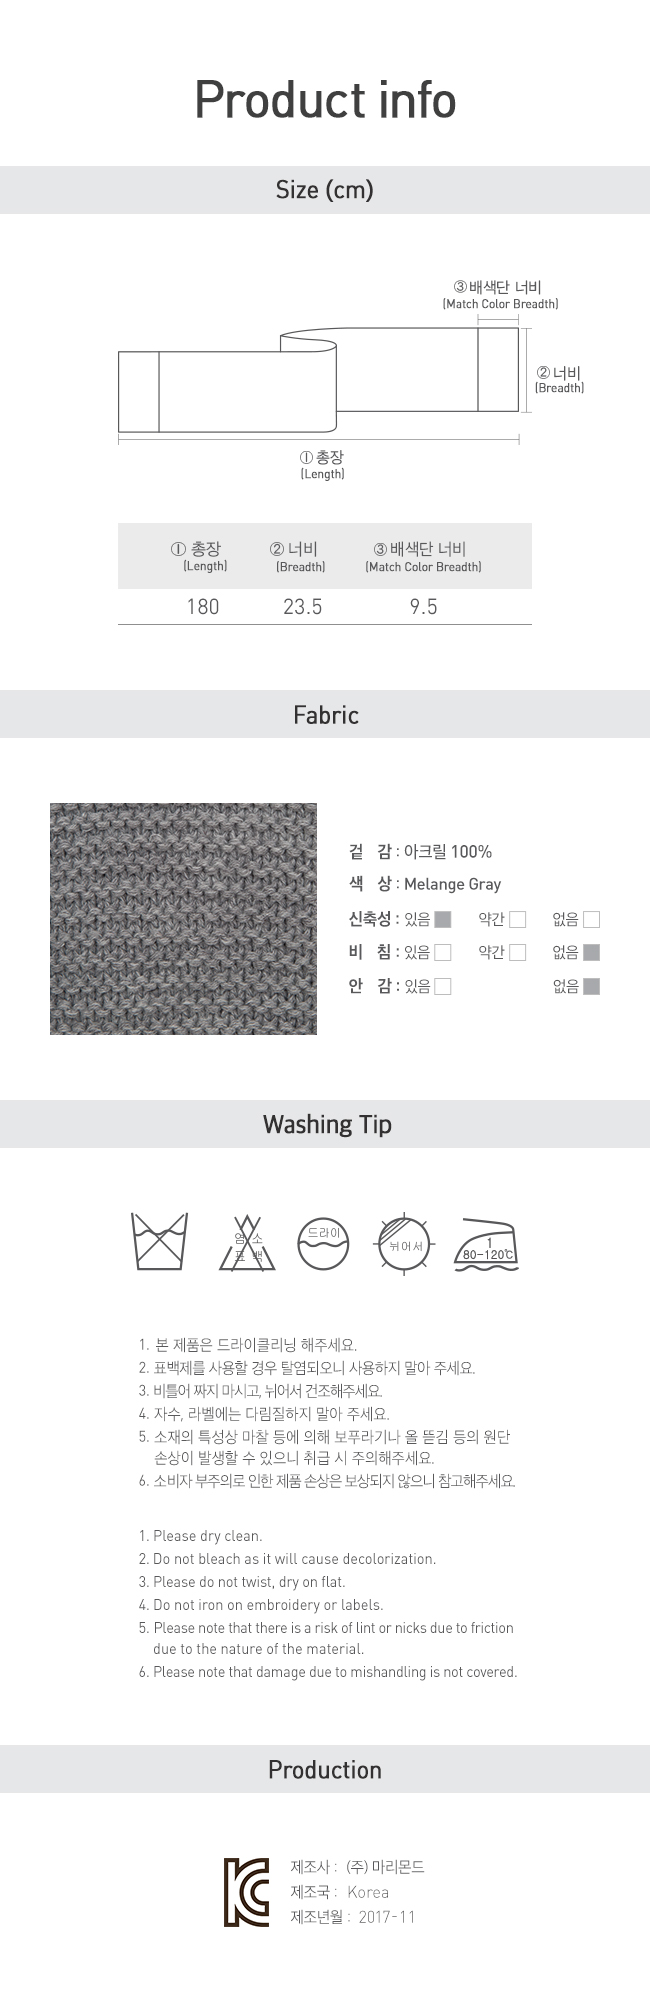 Product info
Size (cm)
③ 배색단 너비
(Match Color Breadth)
② 너비
(Breadth)
① 총장
(Length)
① 총장 ② 너비 ③ 배색단 너비
(Length) (Breadth) (Match Color Breadth)
180 23.5 9.5
Fabric
겉 감 : 아크릴 100%
색 상 : Melange Gray
신축성 : 있음 약간 없음
비 침 : 있음 약간 없음
안 감 : 있음 없음
Washing Tip
염소
표백
드라이
뉘어서
1
80-120℃
1. 본 제품은 드라이클리닝 해주세요.
2. 표백제를 사용할 경우 탈염되오니 사용하지 말아 주세요.
3. 비틀어 짜지 마시고, 뉘어서 건조해주세요.
4. 자수, 라벨에는 다림질하지 말아 주세요.
5. 소재의 특성상 마찰 등에 의해 보푸라기나 올 뜯김 등의 원단
손상이 발생할 수 있으니 취급 시 주의해주세요.
6. 소비자 부주의로 인한 제품 손상은 보상되지 않으니 참고해주세요.
1. Please dry clean.
2. Do not bleach as it will cause decolorization.
3. Please do not twist, dry on flat.
4. Do not iron on embroidery or labels.
5. Please note that there is a risk of lint or nicks due to friction
due to the nature of the material.
6. Please note that damage due to mishandling is not covered.
Production
KC
제조사 : (주) 마리몬드
제조국 : Korea
제조년월 : 2017-11